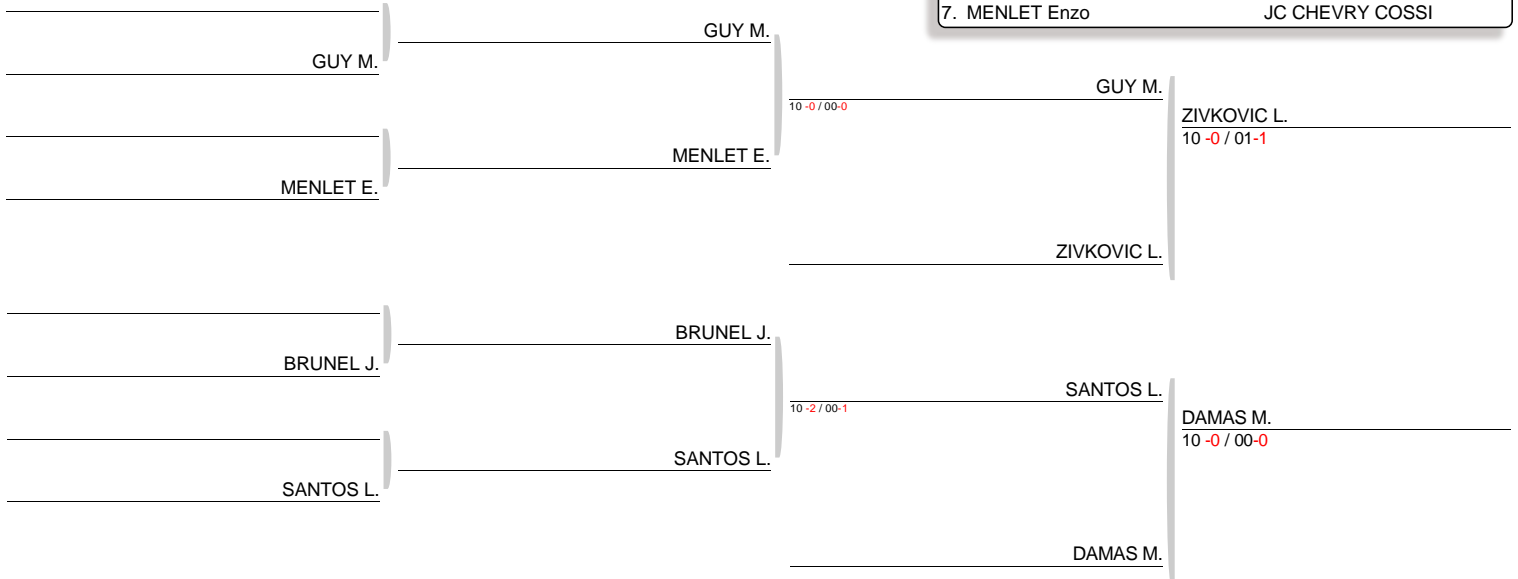 7. MENLET Enzo JC CHEVRY COSSI
GUY M.
GUY M.
GUY M.
10 -0 / 00-0
ZIVKOVIC L.
10 -0 / 01-1
MENLET E.
MENLET E.
ZIVKOVIC L.
BRUNEL J.
BRUNEL J.
SANTOS L.
10 -2 / 00-1
DAMAS M.
10 -0 / 00-0
SANTOS L.
SANTOS L.
DAMAS M.